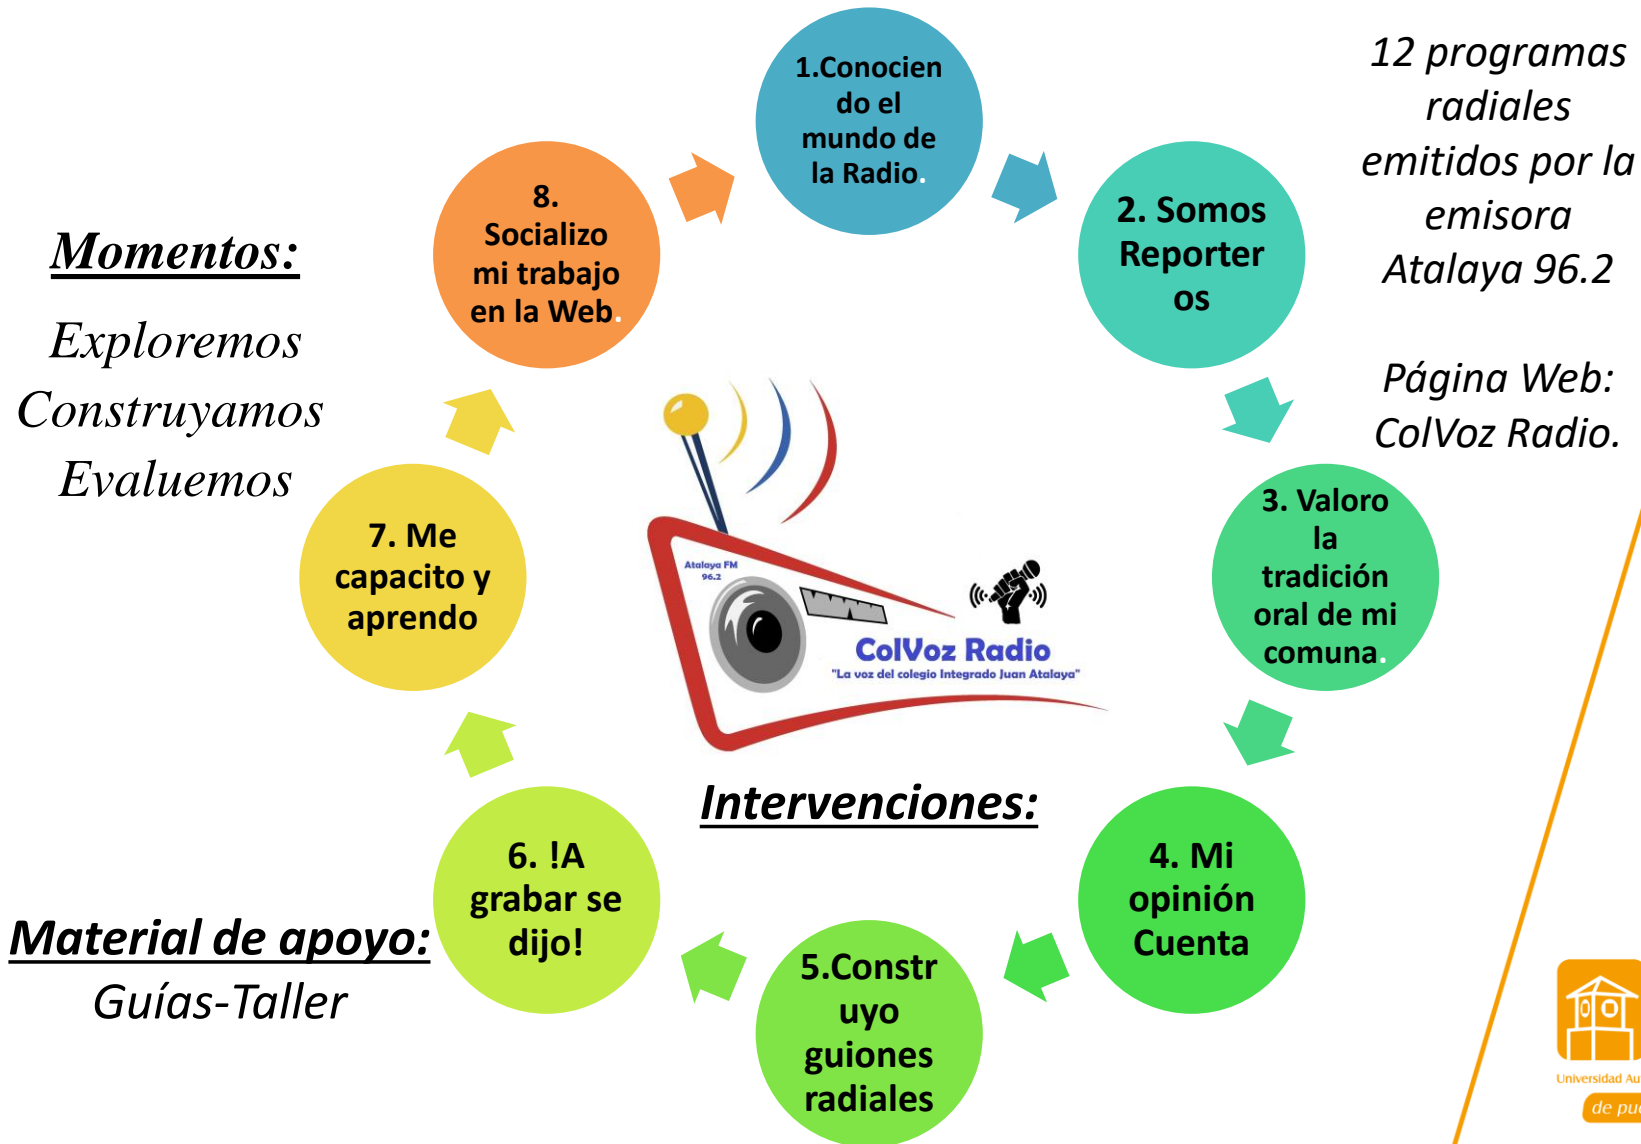 1.Conocien
do el
mundo de
la Radio.
2. Somos
Reporter
os
3. Valoro
la
tradición
oral de mi
comuna.
4. Mi
opinión
Cuenta
5.Constr
uyo
guiones
radiales
6. !A
grabar se
dijo!
7. Me
capacito y
aprendo
8.
Socializo
mi trabajo
en la Web.
Momentos:
Exploremos
Construyamos
Evaluemos
12 programas
radiales
emitidos por la
emisora
Atalaya 96.2
Página Web:
ColVoz Radio.
Atalaya FM
96.2
ColVoz Radio
"La voz del colegio Integrado Juan Atalaya"
Intervenciones:
Material de apoyo:
Guías-Taller
Universidad Au
de pue